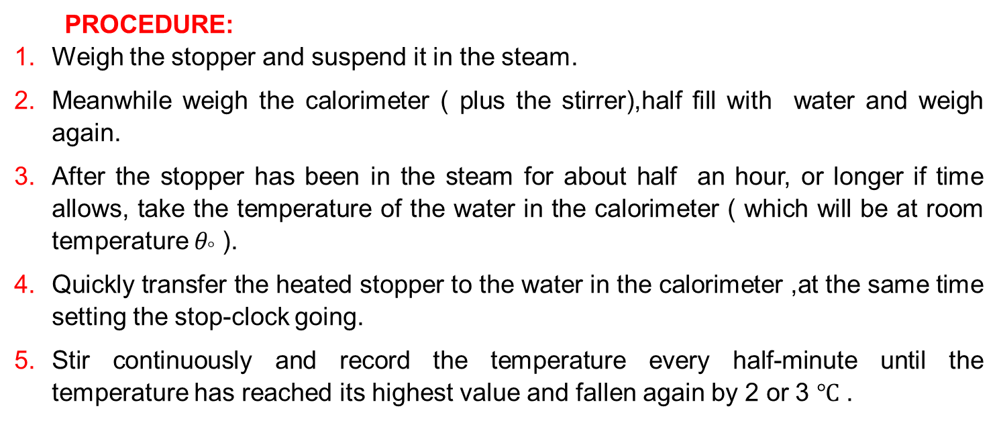 PROCEDURE:
1. Weigh the stopper and suspend it in the steam.
2. Meanwhile weigh the calorimeter ( plus the stirrer),half fill with water and weigh
again.
3. After the stopper has been in the steam for about half an hour, or longer if time
allows, take the temperature of the water in the calorimeter ( which will be at room
temperature θ∘ ).
4. Quickly transfer the heated stopper to the water in the calorimeter ,at the same time
setting the stop-clock going.
5. Stir continuously and record the temperature every half-minute until the
temperature has reached its highest value and fallen again by 2 or 3 °C .